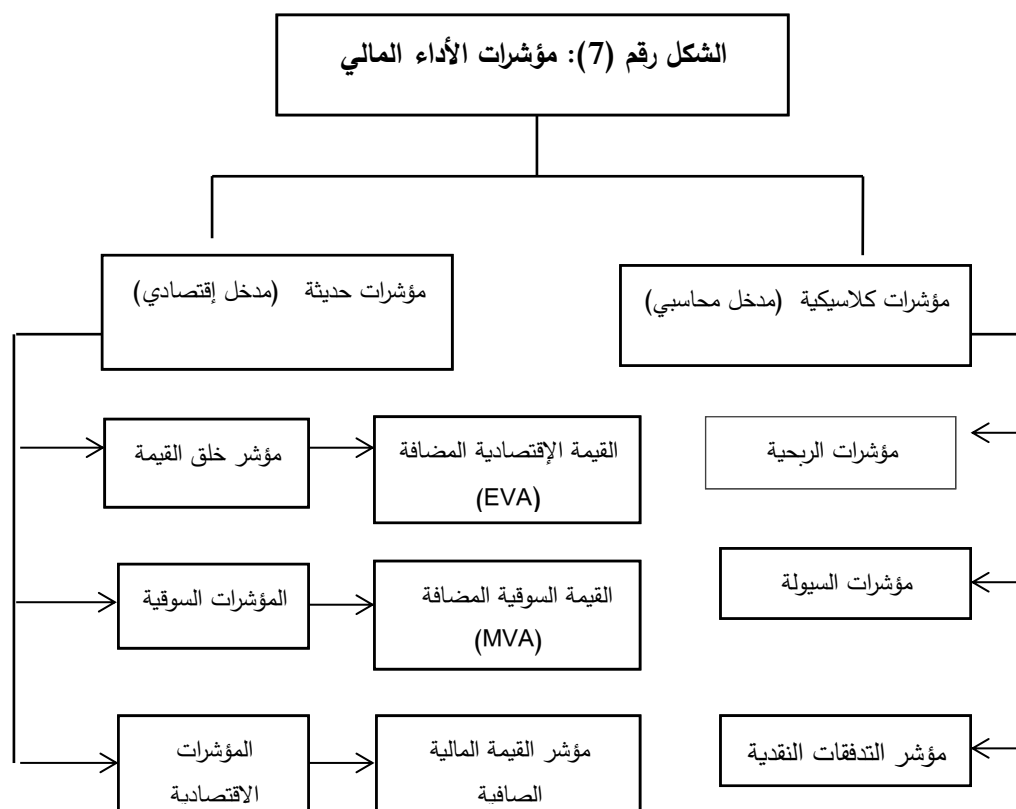 الشكل رقم (7): مؤشرات الأداء المالي
مؤشرات كلاسيكية (مدخل محاسبي)
مؤشرات حديثة (مدخل إقتصادي)
مؤشرات الربحية
القيمة الإقتصادية المضافة
(EVA)
مؤشر خلق القيمة
مؤشرات السيولة
القيمة السوقية المضافة
(MVA)
المؤشرات السوقية
مؤشر التدفقات النقدية
مؤشر القيمة المالية
الصافية
المؤشرات
الاقتصادية